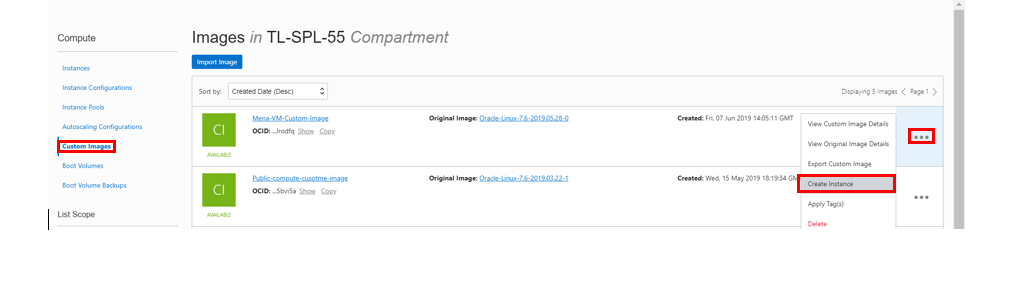 Compute
Instances
Instance Configurations
Instance Pools
Autoscaling Configurations
Custom Images
Boot Volumes
Boot Volume Backups
List Scope
Images in TL-SPL-55 Compartment
Import Image
Sort by: Created Date (Desc)
Displaying 5 Images < Page 1 >
CI
AVAILABLE
Mena-VM-Custom-Image
OCID: ...lrodfq Show Copy
Original Image: Oracle-Linux-7.6-2019.05.28-0
Created: Fri, 07 Jun 2019 14:05:11 GMT
CI
AVAILABLE
Public-compute-cusotme-image
OCID: ...5bvi5a Show Copy
Original Image: Oracle-Linux-7.6-2019.03.22-1
Created: Wed, 15 May 2019 18:19:34 GM
View Custom Image Details
View Original Image Details
Export Custom Image
Create Instance
Apply Tag(s)
Delete